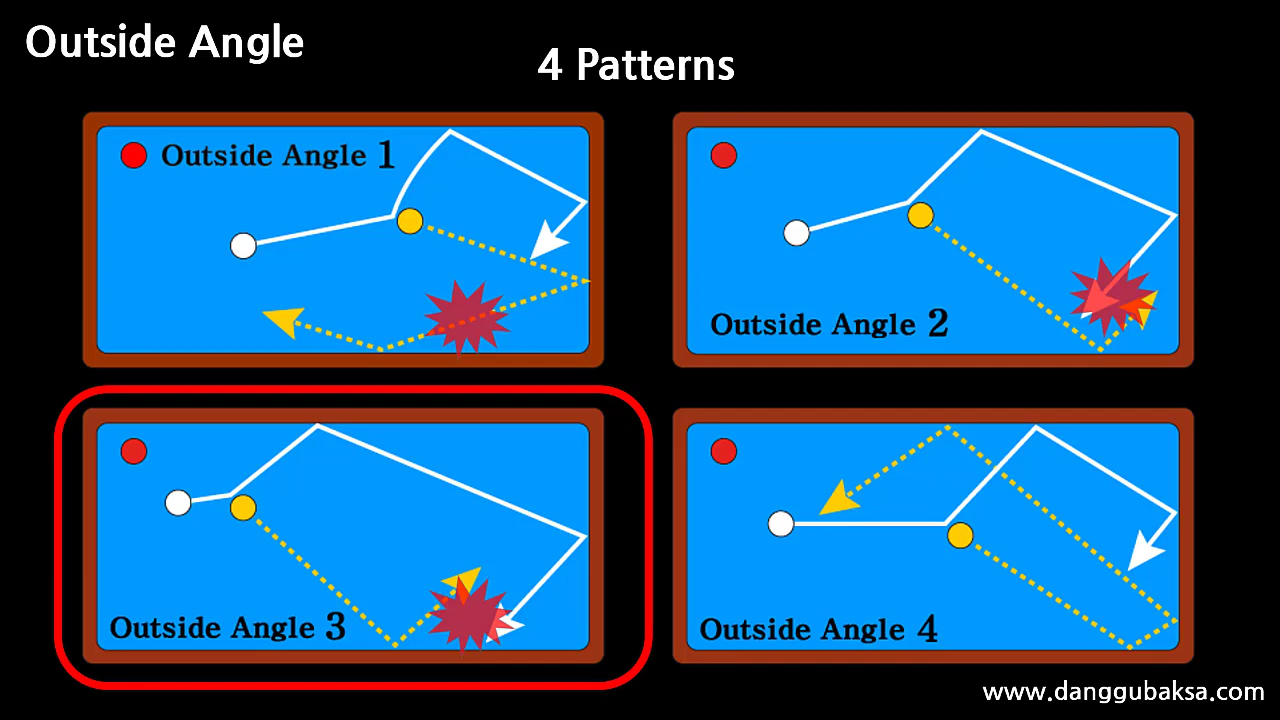 Outside Angle
4 Patterns
Outside Angle 1
Outside Angle 2
Outside Angle 3
Outside Angle 4
www.danggubaksa.com